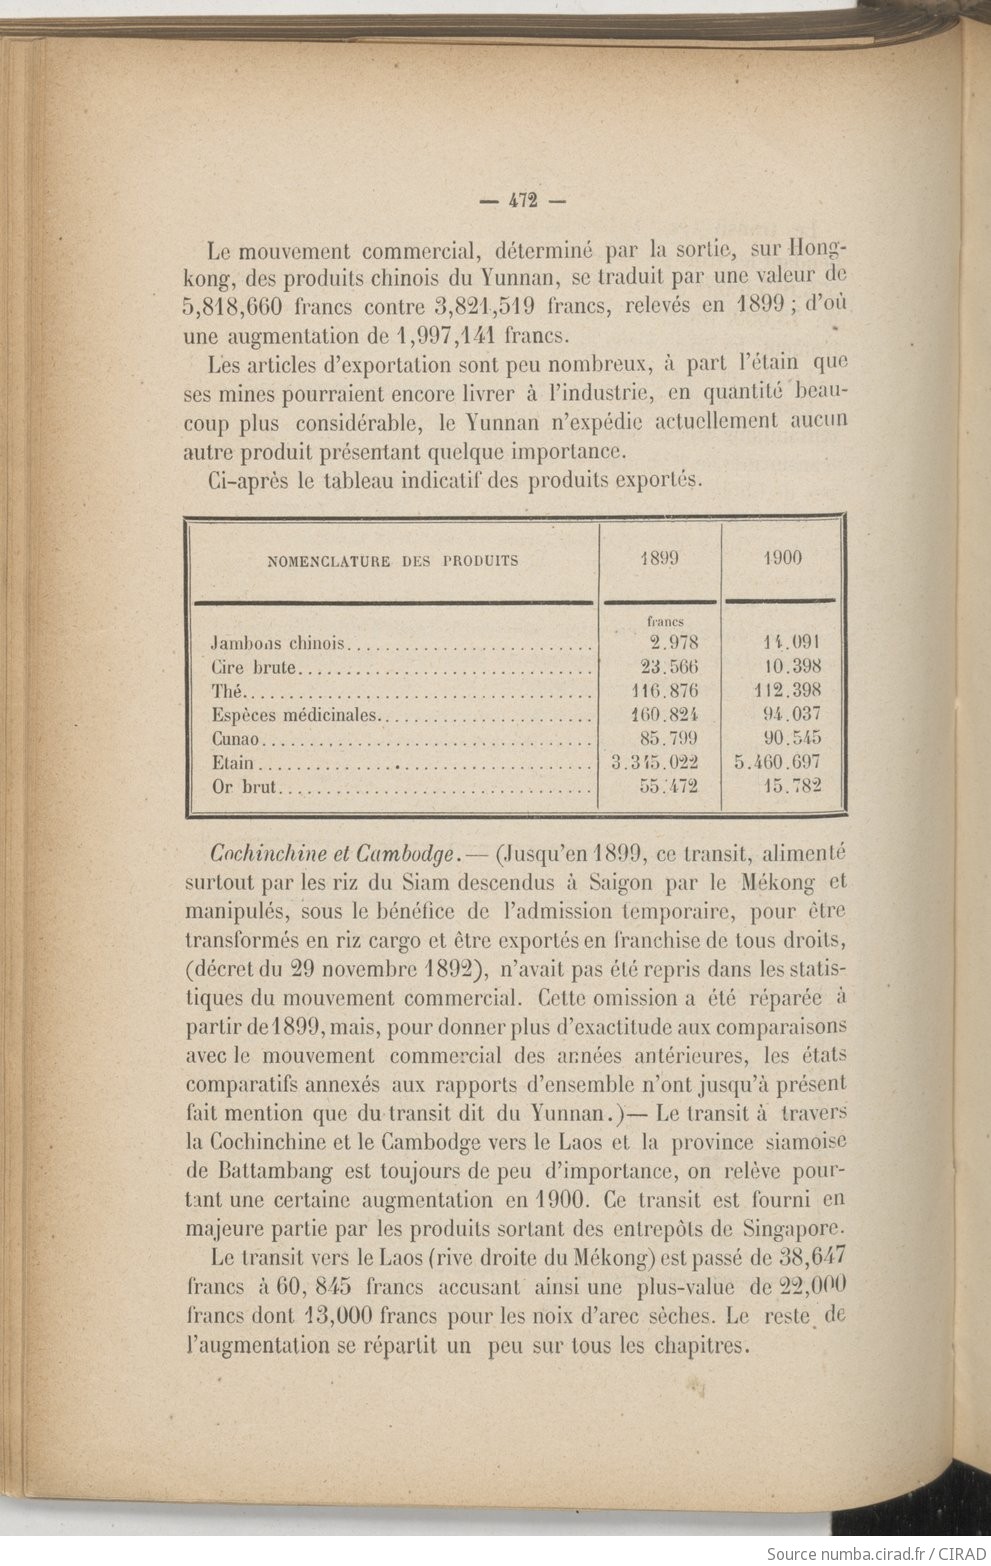 — 472 —
Le mouvement commercial, déterminé par la sortie, sur Hong-
kong, des produits chinois du Yunnan, se traduit par une valeur de
5,818,660 francs contre 3,821,519 francs, relevés en 1899 ; d'où
une augmentation de 1,997,141 francs.
Les articles d'exportation sont peu nombreux, à part l'étain que
ses mines pourraient encore livrer à l'industrie, en quantité beau-
coup plus considérable, le Yunnan n'expédie actuellement aucun
autre produit présentant quelque importance.
Ci-après le tableau indicatif des produits exportés.
NOMENCLATURE DES PRODUITS 1899 1900
francs
Jambons chinois 2.978 14.091
Cire brute 23.566 10.398
Thé 116.876 112.398
Espèces médicinales 160.824 94.037
Cunao 85.799 90.545
Etain 3.345.022 5.460.697
Or brut 55.472 15.782
Cochinchine et Cambodge. — (Jusqu'en 1899, ce transit, alimenté
surtout par les riz du Siam descendus à Saigon par le Mékong et
manipulés, sous le bénéfice de l'admission temporaire, pour être
transformés en riz cargo et être exportés en franchise de tous droits,
(décret du 29 novembre 1892), n'avait pas été repris dans les statis-
tiques du mouvement commercial. Cette omission a été réparée à
partir de 1899, mais, pour donner plus d'exactitude aux comparaisons
avec le mouvement commercial des années antérieures, les états
comparatifs annexés aux rapports d'ensemble n'ont jusqu'à présent
fait mention que du transit dit du Yunnan.) — Le transit à travers
la Cochinchine et le Cambodge vers le Laos et la province siamoise
de Battambang est toujours de peu d'importance, on relève pour-
tant une certaine augmentation en 1900. Ce transit est fourni en
majeure partie par les produits sortant des entrepôts de Singapore.
Le transit vers le Laos (rive droite du Mékong) est passé de 38,647
francs à 60, 845 francs accusant ainsi une plus-value de 22,000
francs dont 13,000 francs pour les noix d'arec sèches. Le reste de
l'augmentation se répartit un peu sur tous les chapitres.
Source numba.cirad.fr / CIRAD